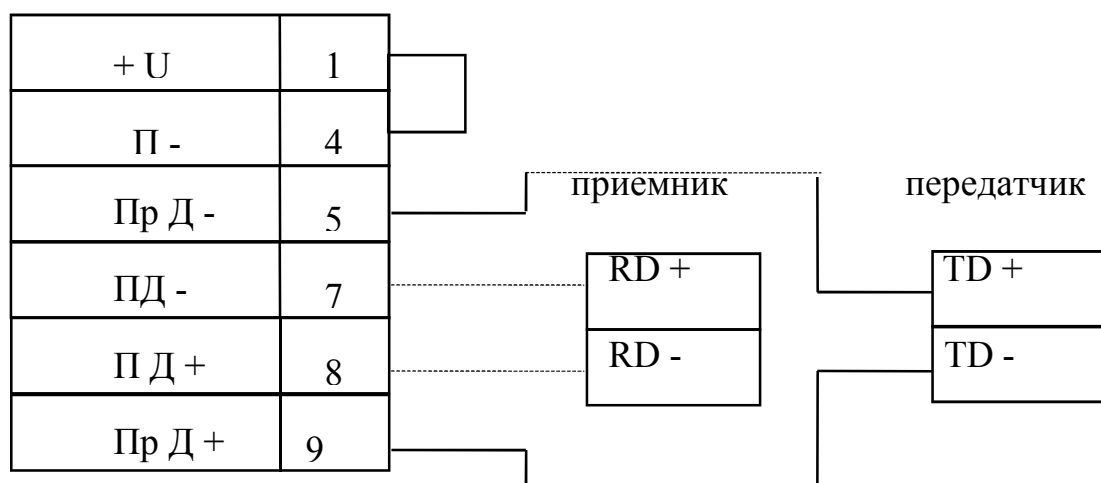 + U 1
П - 4
Пр Д - 5
приемник передатчик
ПД - 7
RD + TD +
П Д + 8
RD - TD -
Пр Д + 9